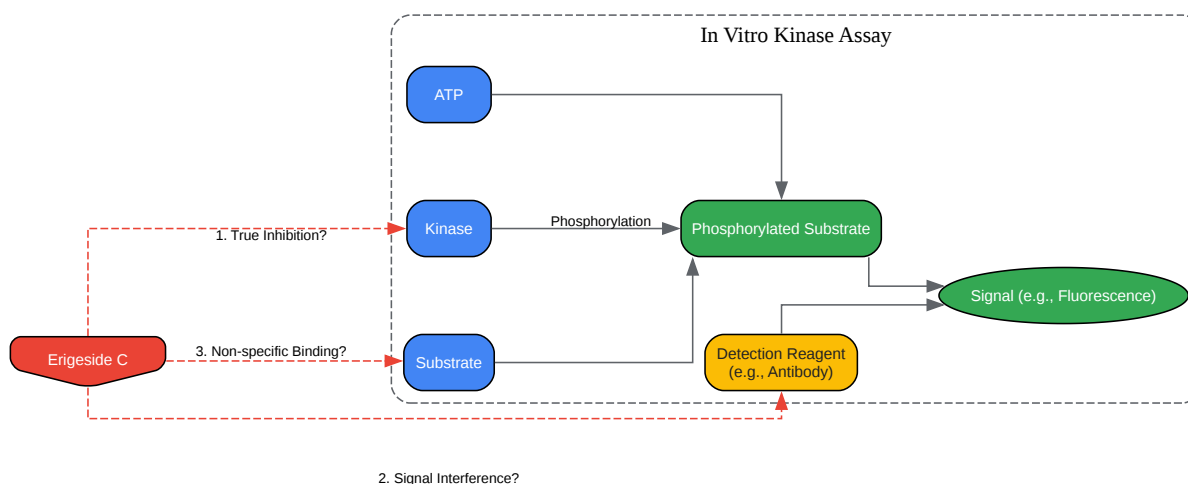 In Vitro Kinase Assay
ATP
Kinase
Phosphorylation
Phosphorylated Substrate
1. True Inhibition?
Signal (e.g., Fluorescence)
Erigeside C
3. Non-specific Binding?
Substrate
Detection Reagent
(e.g., Antibody)
2. Signal Interference?